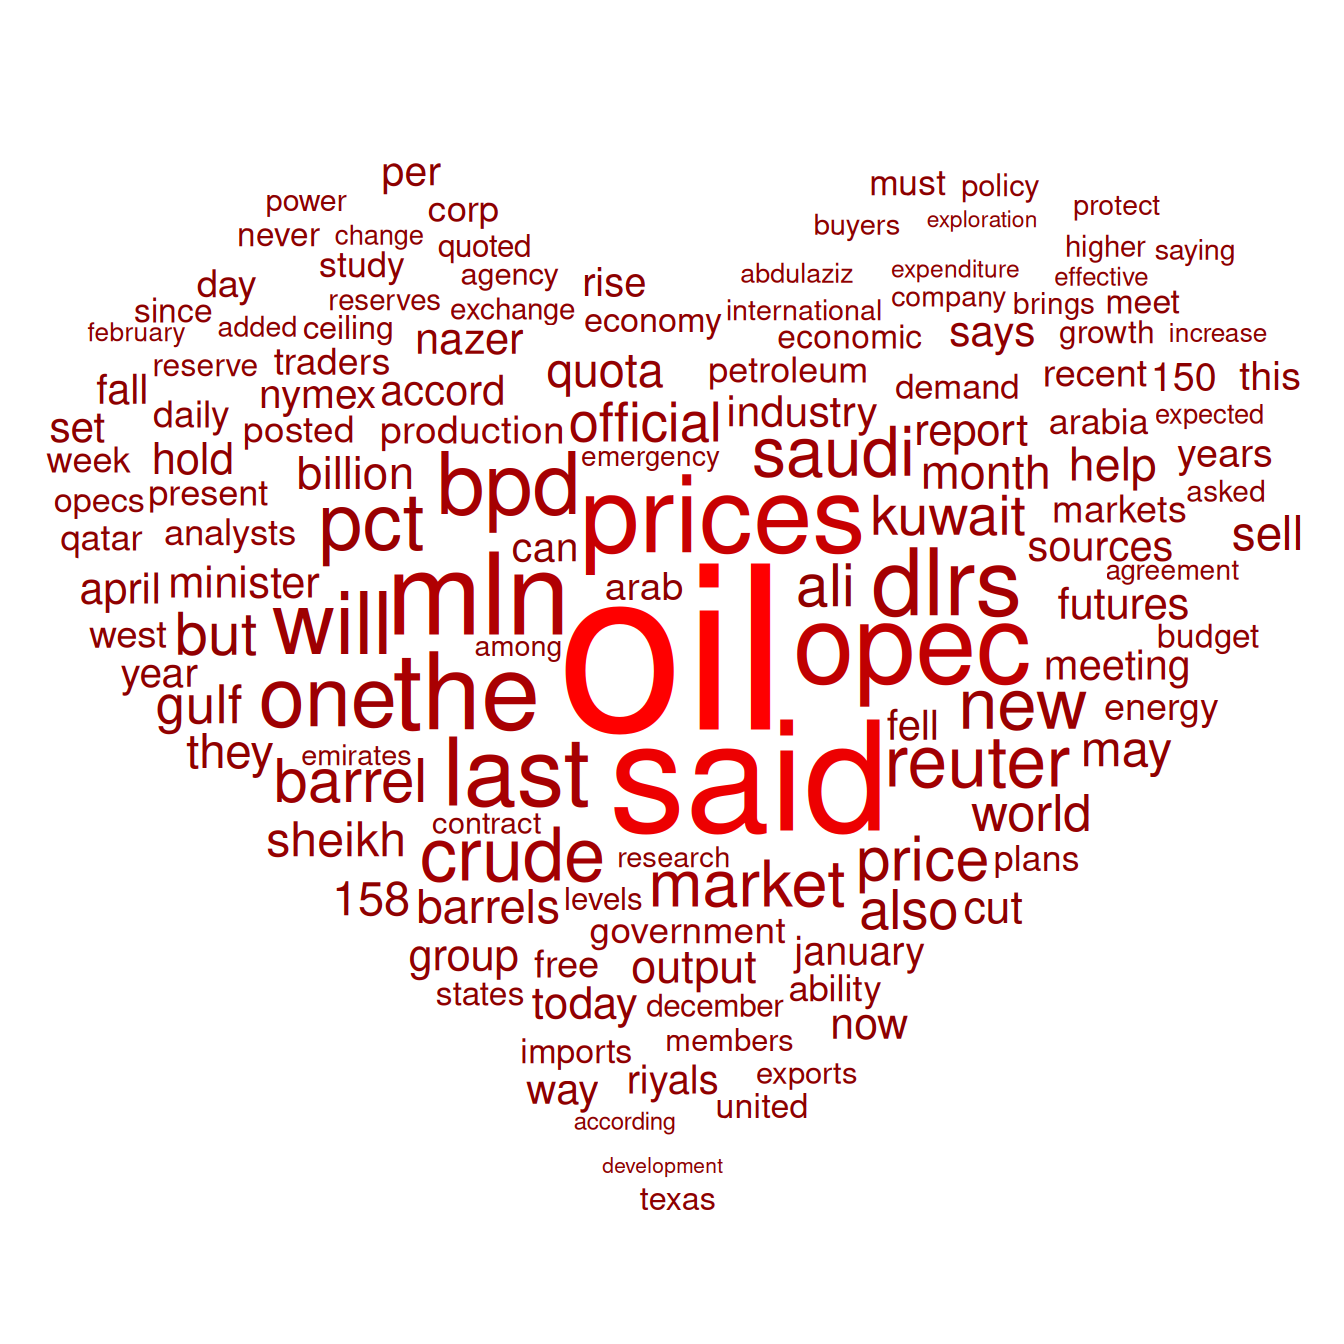 per must policy
power corp protect
never change quoted buyers exploration
study agency rise higher saying
day reserves exchange abdulaziz expenditure effective
since added ceiling economy international company brings meet
february nazer economic says growth increase
reserve traders quota petroleum demand recent 150 this
fall nymex accord
set daily posted production official industry report arabia expected
week hold billion bpd emergency saudi month help years
opecs present pct prices kuwait markets asked
qatar analysts can sources sell
april minister mln arab ali dlrs futures agreement
west but will among oil opec budget
year meeting
gulf one the new energy
they emirates fell may
barrel last said reuter world
sheikh contract
crude research price plans
158 barrels levels market also cut
government
group free output january
states today december ability
now
imports members
way riyals exports
according united
development
texas